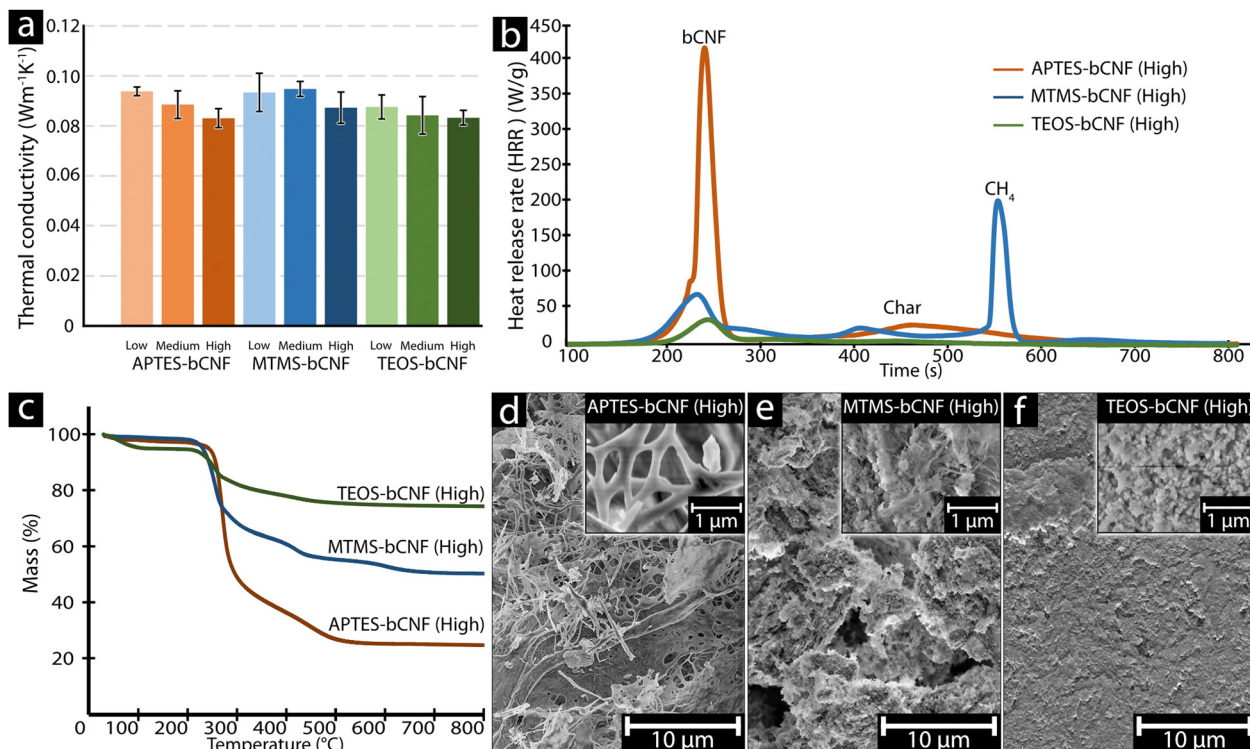 a
Thermal conductivity (Wm⁻¹K⁻¹)
0.12
0.10
0.08
0.06
0.04
0.02
0
Low Medium High
APTES-bCNF
Low Medium High
MTMS-bCNF
Low Medium High
TEOS-bCNF
b
Heat release rate (HRR ) (W/g)
450
400
350
300
250
200
150
100
50
0
bCNF
Char
CH₄
APTES-bCNF (High)
MTMS-bCNF (High)
TEOS-bCNF (High)
100 200 300 400 500 600 700 800
Time (s)
c
Mass (%)
100
80
60
40
20
TEOS-bCNF (High)
MTMS-bCNF (High)
APTES-bCNF (High)
0 100 200 300 400 500 600 700 800
Temperature (°C)
d
APTES-bCNF (High)
1 µm
10 µm
e
MTMS-bCNF (High)
1 µm
10 µm
f
TEOS-bCNF (High)
1 µm
10 µm